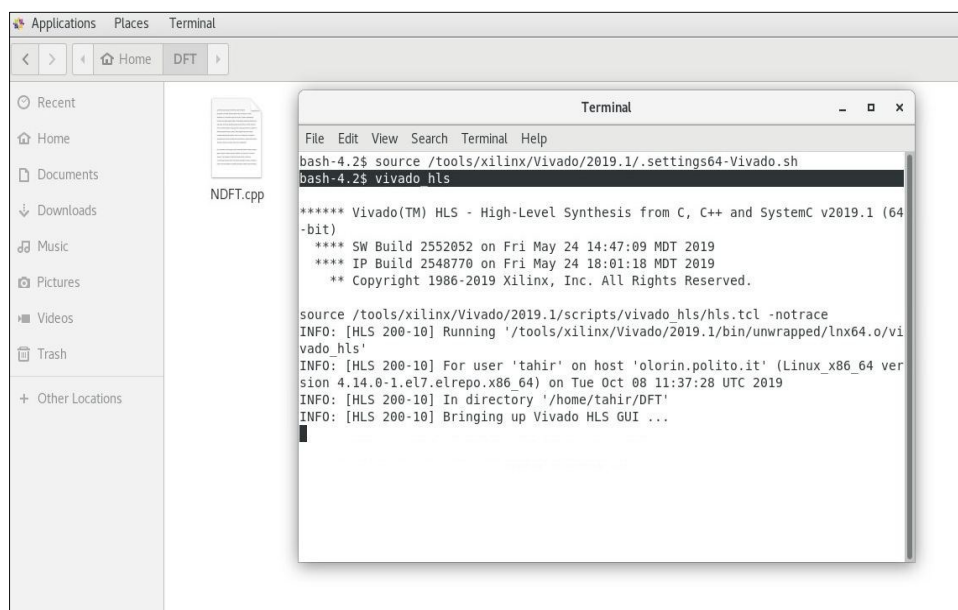 Applications Places Terminal
Home DFT
Recent
Home
Documents
Downloads
Music
Pictures
Videos
Trash
+ Other Locations
NDFT.cpp
Terminal
File Edit View Search Terminal Help
bash-4.2$ source /tools/xilinx/Vivado/2019.1/.settings64-Vivado.sh
bash-4.2$ vivado_hls
****** Vivado(TM) HLS - High-Level Synthesis from C, C++ and SystemC v2019.1 (64
-bit)
**** SW Build 2552052 on Fri May 24 14:47:09 MDT 2019
**** IP Build 2548770 on Fri May 24 18:01:18 MDT 2019
** Copyright 1986-2019 Xilinx, Inc. All Rights Reserved.
source /tools/xilinx/Vivado/2019.1/scripts/vivado_hls/hls.tcl -notrace
INFO: [HLS 200-10] Running '/tools/xilinx/Vivado/2019.1/bin/unwrapped/lnx64.o/vi
vado_hls'
INFO: [HLS 200-10] For user 'tahir' on host 'olorin.polito.it' (Linux_x86_64 ver
sion 4.14.0-1.el7.elrepo.x86_64) on Tue Oct 08 11:37:28 UTC 2019
INFO: [HLS 200-10] In directory '/home/tahir/DFT'
INFO: [HLS 200-10] Bringing up Vivado HLS GUI ...